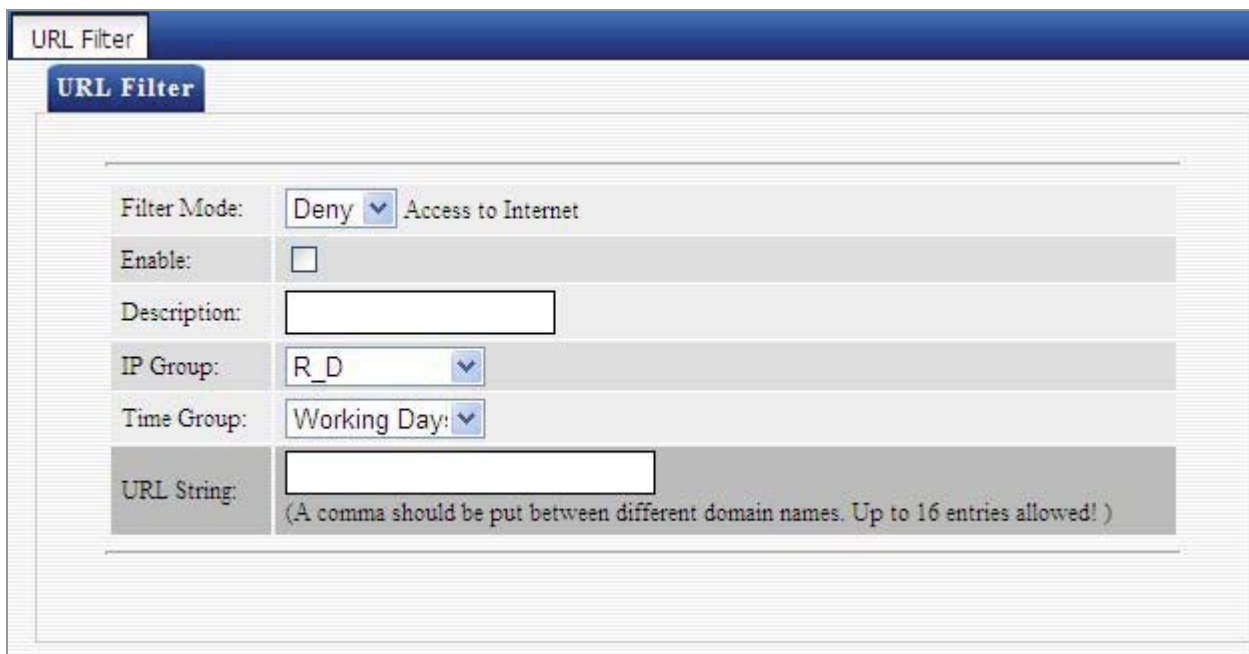 URL Filter
URL Filter
Filter Mode: Deny Access to Internet
Enable:
Description:
IP Group: R_D
Time Group: Working Days
URL String:
(A comma should be put between different domain names. Up to 16 entries allowed! )